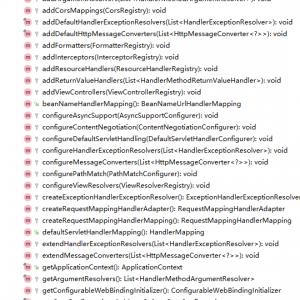 addCorsMappings(CorsRegistry): void
addDefaultHandlerExceptionResolvers(List<HandlerExceptionResolver>): void
addDefaultHttpMessageConverters(List<HttpMessageConverter<?>>): void
addFormatters(FormatterRegistry): void
addInterceptors(InterceptorRegistry): void
addResourceHandlers(ResourceHandlerRegistry): void
addReturnValueHandlers(List<HandlerMethodReturnValueHandler>): void
addViewControllers(ViewControllerRegistry): void
beanNameHandlerMapping(): BeanNameUrlHandlerMapping
configureAsyncSupport(AsyncSupportConfigurer): void
configureContentNegotiation(ContentNegotiationConfigurer): void
configureDefaultServletHandling(DefaultServletHandlerConfigurer): void
configureHandlerExceptionResolvers(List<HandlerExceptionResolver>): void
configureMessageConverters(List<HttpMessageConverter<?>>): void
configurePathMatch(PathMatchConfigurer): void
configureViewResolvers(ViewResolverRegistry): void
createExceptionHandlerExceptionResolver(): ExceptionHandlerExceptionResolve
createRequestMappingHandlerAdapter(): RequestMappingHandlerAdapter
createRequestMappingHandlerMapping(): RequestMappingHandlerMapping
defaultServletHandlerMapping(): HandlerMapping
extendHandlerExceptionResolvers(List<HandlerExceptionResolver>): void
extendMessageConverters(List<HttpMessageConverter<?>>): void
getApplicationContext(): ApplicationContext
getArgumentResolvers(): List<HandlerMethodArgumentResolver>
getConfigurableWebBindingInitializer(): ConfigurableWebBindingInitializer